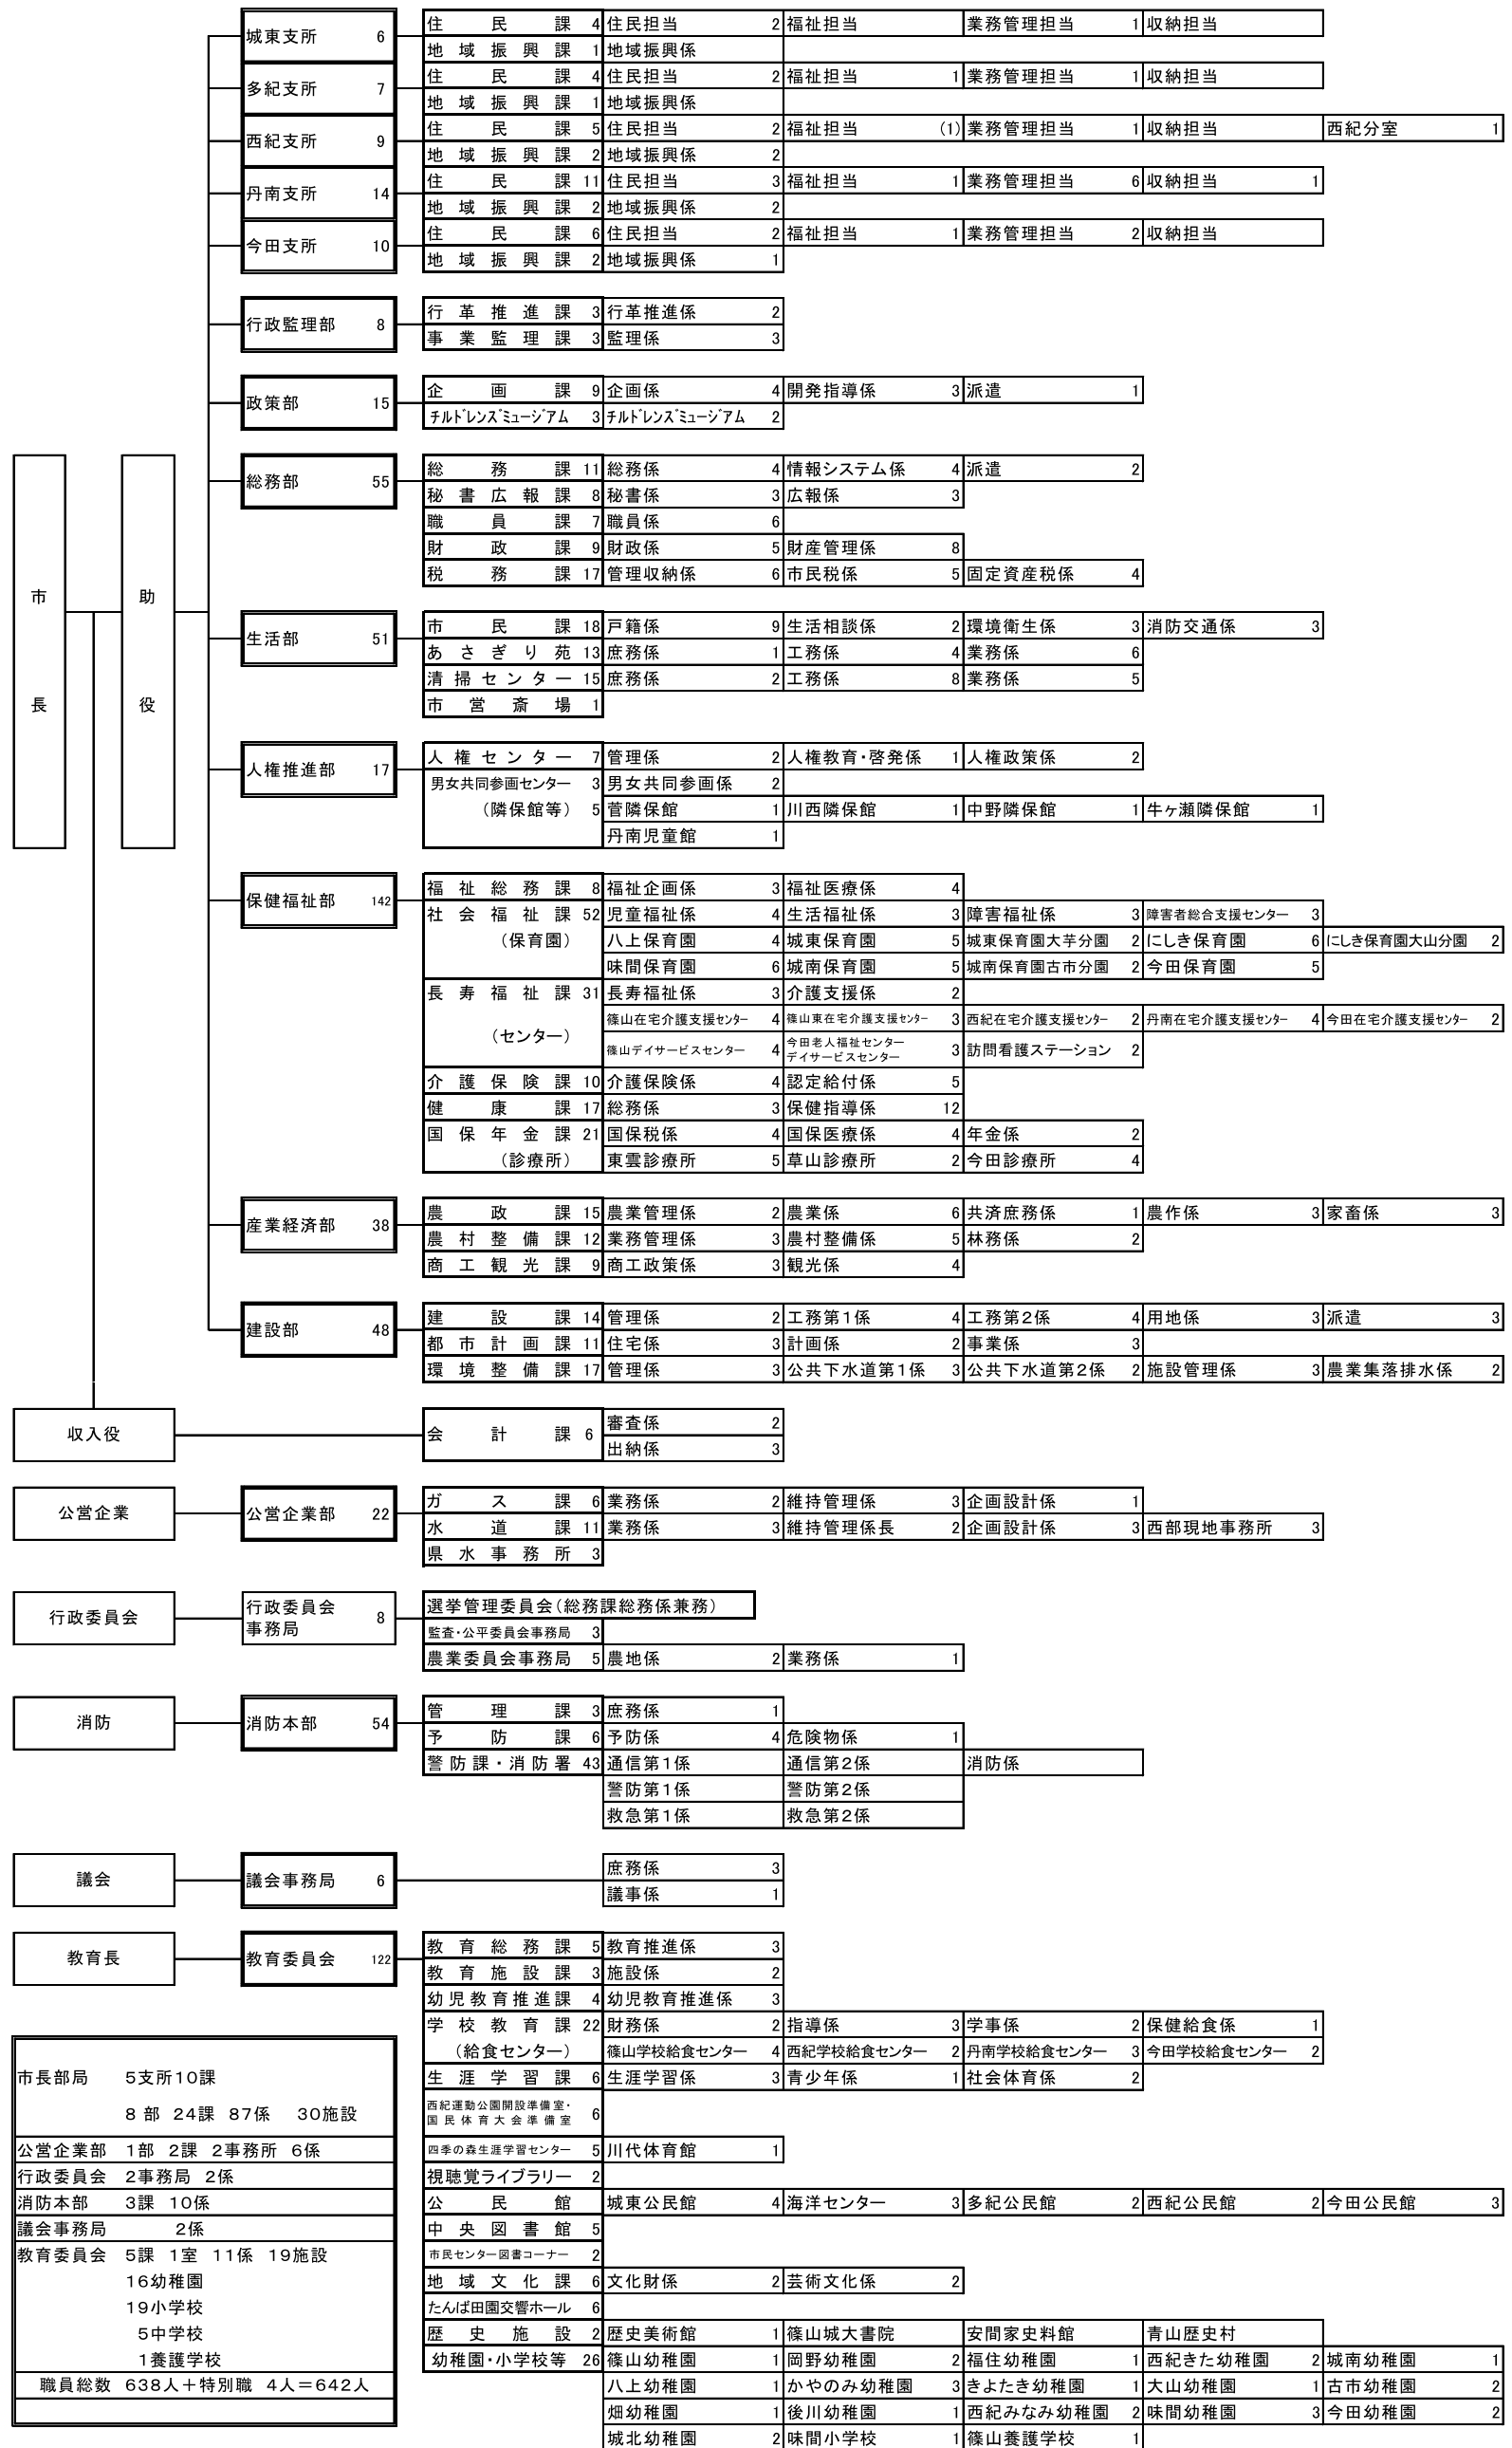 城東支所 6 住民課 4 住民担当 2 福祉担当 業務管理担当 1 収納担当
地域振興課 1 地域振興係
多紀支所 7 住民課 4 住民担当 2 福祉担当 1 業務管理担当 1 収納担当
地域振興課 1 地域振興係
西紀支所 9 住民課 5 住民担当 2 福祉担当 (1) 業務管理担当 1 収納担当 西紀分室 1
地域振興課 2 地域振興係 2
丹南支所 14 住民課 11 住民担当 3 福祉担当 1 業務管理担当 6 収納担当 1
地域振興課 2 地域振興係 2
今田支所 10 住民課 6 住民担当 2 福祉担当 1 業務管理担当 2 収納担当
地域振興課 2 地域振興係 1
行政監理部 8 行革推進課 3 行革推進係 2
事業監理課 3 監理係 3
政策部 15 企画課 9 企画係 4 開発指導係 3 派遣 1
チルドレンズミュージアム 3 チルドレンズミュージアム 2
市長 助役
総務部 55 総務課 11 総務係 4 情報システム係 4 派遣 2
秘書広報課 8 秘書係 3 広報係 3
職員課 7 職員係 6
財政課 9 財政係 5 財産管理係 8
税務課 17 管理収納係 6 市民税係 5 固定資産税係 4
生活部 51 市民課 18 戸籍係 9 生活相談係 2 環境衛生係 3 消防交通係 3
あさぎり苑 13 庶務係 1 工務係 4 業務係 6
清掃センター 15 庶務係 2 工務係 8 業務係 5
市営斎場 1
人権推進部 17 人権センター 7 管理係 2 人権教育・啓発係 1 人権政策係 2
男女共同参画センター 3 男女共同参画係 2
（隣保館等） 5 菅隣保館 1 川西隣保館 1 中野隣保館 1 牛ヶ瀬隣保館 1
丹南児童館 1
保健福祉部 142 福祉総務課 8 福祉企画係 3 福祉医療係 4
社会福祉課 52 児童福祉係 4 生活福祉係 3 障害福祉係 3 障害者総合支援センター 3
（保育園） 八上保育園 4 城東保育園 5 城東保育園大芋分園 2 にしき保育園 6 にしき保育園大山分園 2
味間保育園 6 城南保育園 5 城南保育園古市分園 2 今田保育園 5
長寿福祉課 31 長寿福祉係 3 介護支援係 2
（センター） 篠山在宅介護支援センター 4 篠山東在宅介護支援センター 3 西紀在宅介護支援センター 2 丹南在宅介護支援センター 4 今田在宅介護支援センター 2
篠山デイサービスセンター 4 今田老人福祉センターデイサービスセンター 3 訪問看護ステーション 2
介護保険課 10 介護保険係 4 認定給付係 5
健康課 17 総務係 3 保健指導係 12
国保年金課 21 国保税係 4 国保医療係 4 年金係 2
（診療所） 東雲診療所 5 草山診療所 2 今田診療所 4
産業経済部 38 農政課 15 農業管理係 2 農業係 6 共済庶務係 1 農作係 3 家畜係 3
農村整備課 12 業務管理係 3 農村整備係 5 林務係 2
商工観光課 9 商工政策係 3 観光係 4
建設部 48 建設課 14 管理係 2 工務第1係 4 工務第2係 4 用地係 3 派遣 3
都市計画課 11 住宅係 3 計画係 2 事業係 3
環境整備課 17 管理係 3 公共下水道第1係 3 公共下水道第2係 2 施設管理係 3 農業集落排水係 2
収入役 会計課 6 審査係 2
出納係 3
公営企業 公営企業部 22 ガス課 6 業務係 2 維持管理係 3 企画設計係 1
水道課 11 業務係 3 維持管理係長 2 企画設計係 3 西部現地事務所 3
県水事務所 3
行政委員会 行政委員会事務局 8 選挙管理委員会（総務課総務係兼務）
監査・公平委員会事務局 3
農業委員会事務局 5 農地係 2 業務係 1
消防 消防本部 54 管理課 3 庶務係 1
予防課 6 予防係 4 危険物係 1
警防課・消防署 43 通信第1係 通信第2係 消防係
警防第1係 警防第2係
救急第1係 救急第2係
議会 議会事務局 6 庶務係 3
議事係 1
教育長 教育委員会 122 教育総務課 5 教育推進係 3
教育施設課 3 施設係 2
幼児教育推進課 4 幼児教育推進係 3
学校教育課 22 財務係 2 指導係 3 学事係 2 保健給食係 1
（給食センター） 篠山学校給食センター 4 西紀学校給食センター 2 丹南学校給食センター 3 今田学校給食センター 2
生涯学習課 6 生涯学習係 3 青少年係 1 社会体育係 2
西紀運動公園開設準備室・国民体育大会準備室 6
四季の森生涯学習センター 5 川代体育館 1
視聴覚ライブラリー 2
公民館 城東公民館 4 海洋センター 3 多紀公民館 2 西紀公民館 2 今田公民館 3
中央図書館 5
市民センター図書コーナー 2
地域文化課 6 文化財係 2 芸術文化係 2
たんば田園交響ホール 6
歴史施設 2 歴史美術館 1 篠山城大書院 安間家史料館 青山歴史村
幼稚園・小学校等 26 篠山幼稚園 1 岡野幼稚園 2 福住幼稚園 1 西紀きた幼稚園 2 城南幼稚園 1
八上幼稚園 1 かやのみ幼稚園 3 きよたき幼稚園 1 大山幼稚園 1 古市幼稚園 2
畑幼稚園 1 後川幼稚園 1 西紀みなみ幼稚園 2 味間幼稚園 3 今田幼稚園 2
城北幼稚園 2 味間小学校 1 篠山養護学校 1
市長部局 5支所10課
8 部 24課 87係 30施設
公営企業部 1部 2課 2事務所 6係
行政委員会 2事務局 2係
消防本部 3課 10係
議会事務局 2係
教育委員会 5課 1室 11係 19施設
16幼稚園
19小学校
5中学校
1養護学校
職員総数 638人＋特別職 4人＝642人